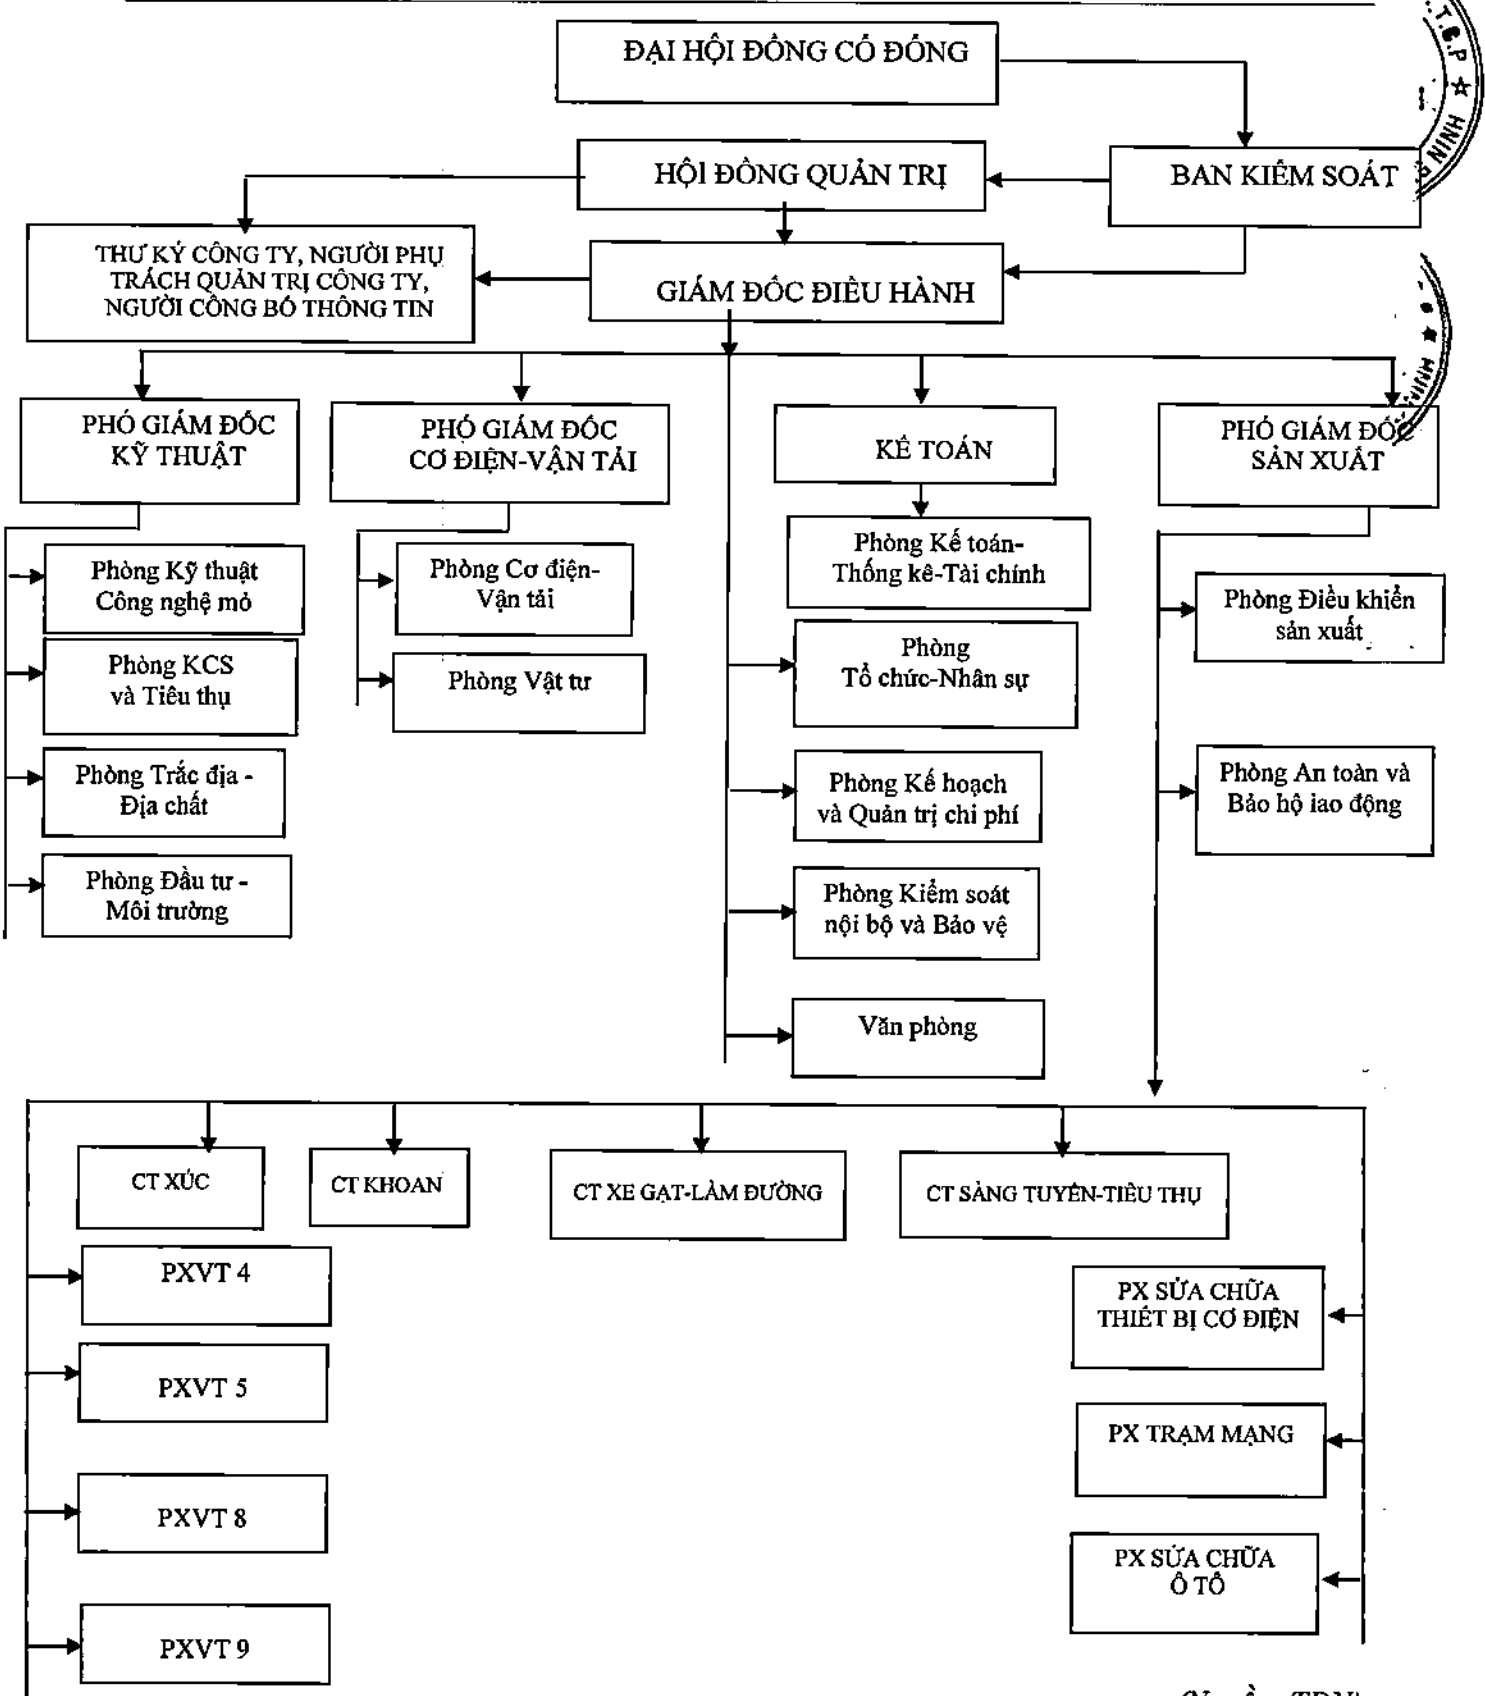 ĐẠI HỘI ĐỒNG CỔ ĐÔNG
HỘI ĐỒNG QUẢN TRỊ
BAN KIỂM SOÁT
THƯ KÝ CÔNG TY, NGƯỜI PHỤ
TRÁCH QUẢN TRỊ CÔNG TY,
NGƯỜI CÔNG BỐ THÔNG TIN
GIÁM ĐỐC ĐIỀU HÀNH
PHÓ GIÁM ĐỐC
KỸ THUẬT
PHÓ GIÁM ĐỐC
CƠ ĐIỆN-VẬN TẢI
KẾ TOÁN
PHÓ GIÁM ĐỐC
SẢN XUẤT
Phòng Kỹ thuật
Công nghệ mỏ
Phòng KCS
và Tiêu thụ
Phòng Trắc địa -
Địa chất
Phòng Đầu tư -
Môi trường
Phòng Cơ điện-
Vận tải
Phòng Vật tư
Phòng Kế toán-
Thống kê-Tài chính
Phòng
Tổ chức-Nhân sự
Phòng Kế hoạch
và Quản trị chi phí
Phòng Kiểm soát
nội bộ và Bảo vệ
Văn phòng
Phòng Điều khiển
sản xuất
Phòng An toàn và
Bảo hộ lao động
CT XÚC
CT KHOAN
CT XE GẠT-LÀM ĐƯỜNG
CT SÀNG TUYỂN-TIÊU THỤ
PXVT 4
PXVT 5
PXVT 8
PXVT 9
PX SỬA CHỮA
THIẾT BỊ CƠ ĐIỆN
PX TRẠM MẠNG
PX SỬA CHỮA
Ô TÔ
T.C.P